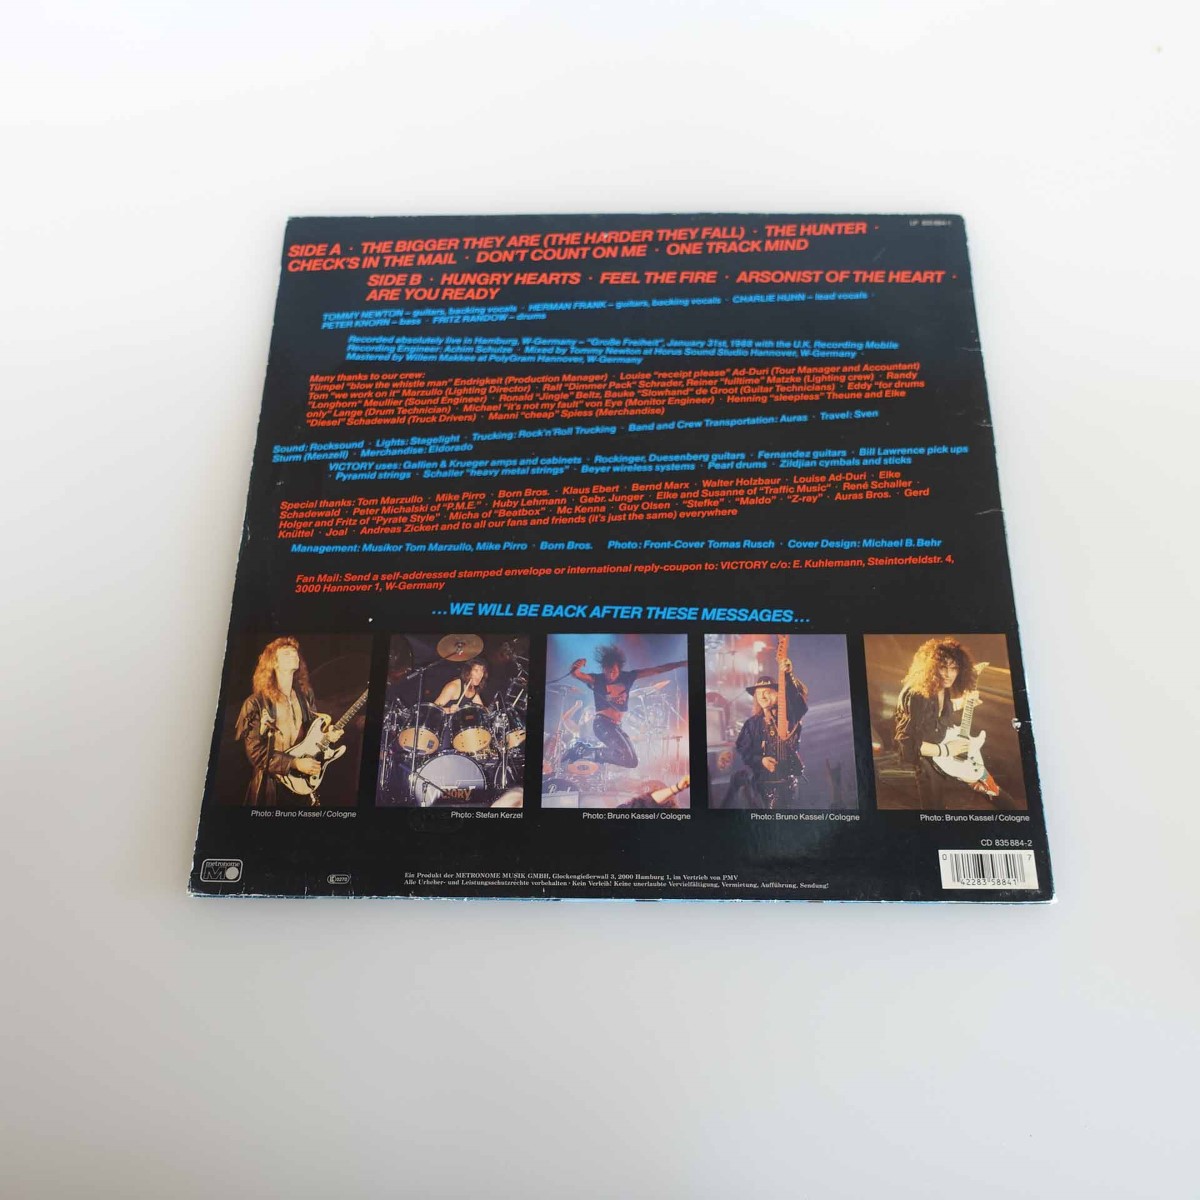 LP 835 884-1
SIDE A · THE BIGGER THEY ARE (THE HARDER THEY FALL) · THE HUNTER ·
CHECK'S IN THE MAIL · DON'T COUNT ON ME · ONE TRACK MIND
SIDE B · HUNGRY HEARTS · FEEL THE FIRE · ARSONIST OF THE HEART ·
ARE YOU READY
TOMMY NEWTON – guitars, backing vocals · HERMAN FRANK – guitars, backing vocals · CHARLIE HUHN – lead vocals ·
PETER KNORN – bass · FRITZ RANDOW – drums
Recorded absolutely live in Hamburg, W-Germany – "Große Freiheit", January 31st, 1988 with the U.K. Recording Mobile
Recording Engineer: Achim Schulze · Mixed by Tommy Newton at Horus Sound Studio Hannover, W-Germany ·
Mastered by Willem Makkee at PolyGram Hannover, W-Germany
Many thanks to our crew:
Tümpel "blow the whistle man" Endrigkeit (Production Manager) · Louise "receipt please" Ad-Duri (Tour Manager and Accountant)
Tom "we work on it" Marzullo (Lighting Director) · Ralf "Dimmer Pack" Schrader, Reiner "fulltime" Matzke (Lighting crew) · Randy
"Longhorn" Meullier (Sound Engineer) · Ronald "Jingle" Beitz, Bauke "Slowhand" de Groot (Guitar Technicians) · Eddy "for drums
only" Lange (Drum Technician) · Michael "it's not my fault" von Eye (Monitor Engineer) · Henning "sleepless" Theune and Elke
"Diesel" Schadewald (Truck Drivers) · Manni "cheap" Spiess (Merchandise)
Sound: Rocksound · Lights: Stagelight · Trucking: Rock'n'Roll Trucking · Band and Crew Transportation: Auras · Travel: Sven
Sturm (Menzell) · Merchandise: Eldorado
VICTORY uses: Gallien & Krueger amps and cabinets · Rockinger, Duesenberg guitars · Fernandez guitars · Bill Lawrence pick ups
· Pyramid strings · Schaller "heavy metal strings" · Beyer wireless systems · Pearl drums · Zildjian cymbals and sticks
Special thanks: Tom Marzullo · Mike Pirro · Born Bros. · Klaus Ebert · Bernd Marx · Walter Holzbaur · Louise Ad-Duri · Elke
Schadewald · Peter Michalski of "P.M.E." · Huby Lehmann · Gebr. Junger · Elke and Susanne of "Traffic Music" · René Schaller ·
Holger and Fritz of "Pyrate Style" · Micha of "Beatbox" · Mc Kenna · Guy Olsen · "Stefke" · "Maldo" · "Z-ray" · Auras Bros. · Gerd
Knüttel · Joal · Andreas Zickert and to all our fans and friends (it's just the same) everywhere
Management: Musikor Tom Marzullo, Mike Pirro · Born Bros. Photo: Front-Cover Tomas Rusch · Cover Design: Michael B. Behr
Fan Mail: Send a self-addressed stamped envelope or international reply-coupon to: VICTORY c/o: E. Kuhlemann, Steintorfeldstr. 4,
3000 Hannover 1, W-Germany
...WE WILL BE BACK AFTER THESE MESSAGES...
Photo: Bruno Kassel / Cologne
Photo: Stefan Kerzel
Photo: Bruno Kassel / Cologne
Photo: Bruno Kassel / Cologne
Photo: Bruno Kassel / Cologne
CD 835 884-2
metronome
Ein Produkt der METRONOME MUSIK GMBH, Glockengießerwall 3, 2000 Hamburg 1, im Vertrieb von PMV
Alle Urheber- und Leistungsschutzrechte vorbehalten · Kein Verleih! Keine unerlaubte Vervielfältigung, Vermietung, Aufführung, Sendung!
0 42283 58841 7